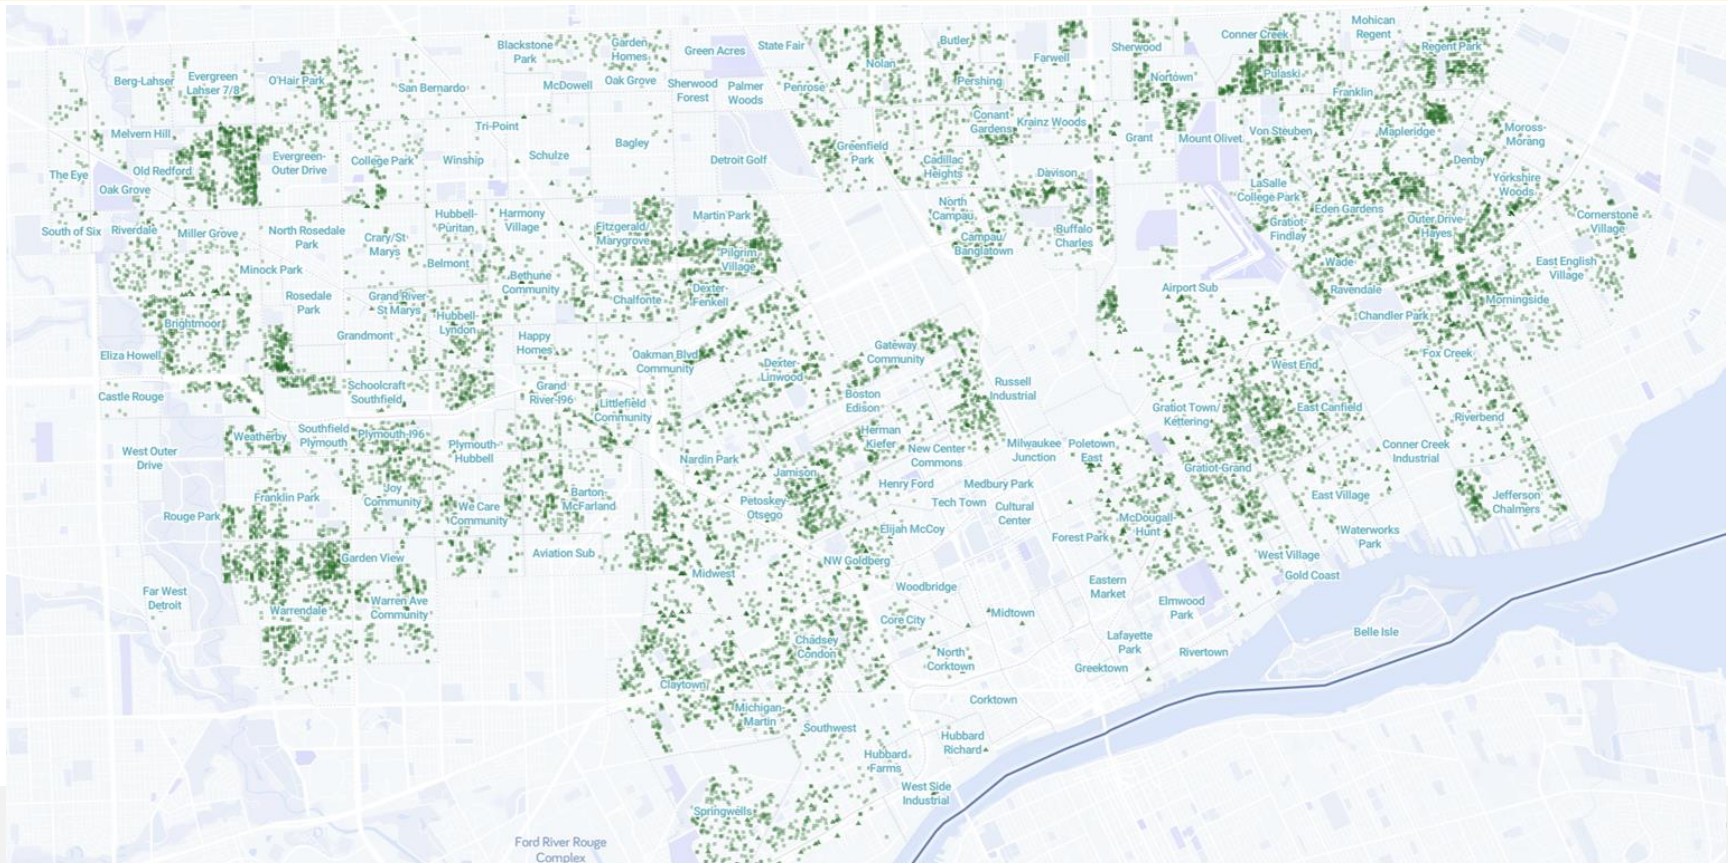 Mohican
Regent
Conner Creek
Regent Park
Blackstone
Park
Garden
Homes
Green Acres
State Fair
Butler
Sherwood
Farwell
Nolan
Berg-Lahser
Evergreen
Lahser 7/8
O'Hair Park
San Bernardo
McDowell
Oak Grove
Sherwood
Forest
Palmer
Woods
Penrose
Pershing
Nortown
Pulaski
Franklin
Melvern Hill
Tri-Point
Conant
Gardens
Krainz Woods
Grant
Mount Olivet
Von Steuben
Mapleridge
Moross-
Morang
Bagley
Old Redford
Evergreen-
Outer Drive
College Park
Winship
Schulze
Detroit Golf
Greenfield
Park
Cadillac
Heights
Davison
Denby
The Eye
Oak Grove
LaSalle
College Park
Yorkshire
Woods
South of Six
Riverdale
Miller Grove
North Rosedale
Park
Crary/St
Marys
Hubbell-
Puritan
Harmony
Village
Fitzgerald/
Marygrove
Martin Park
North
Campau
Campau/
Banglatown
Buffalo
Charles
Gratiot-
Findlay
Eden Gardens
Outer Drive-
Hayes
Cornerstone
Village
Minock Park
Belmont
Pilgrim
Village
Wade
East English
Village
Bethune
Community
Rosedale
Park
Grand River-
St Marys
Chalfonte
Dexter-
Fenkell
Airport Sub
Ravendale
Morningside
Brightmoor
Grandmont
Hubbell-
Lyndon
Happy
Homes
Chandler Park
Eliza Howell
Oakman Blvd
Community
Dexter-
Linwood
Gateway
Community
West End
Fox Creek
Castle Rouge
Schoolcraft
Southfield
Grand
River-I96
Littlefield
Community
Boston
Edison
Russell
Industrial
Gratiot Town/
Kettering
East Canfield
Riverbend
Weatherby
Southfield
Plymouth
Plymouth-I96
Plymouth-
Hubbell
Herman
Kiefer
New Center
Commons
Milwaukee
Junction
Poletown
East
Conner Creek
Industrial
West Outer
Drive
Nardin Park
Jamison
Gratiot-Grand
Henry Ford
Medbury Park
Franklin Park
Joy
Community
Barton-
McFarland
Petoskey-
Otsego
Tech Town
Cultural
Center
East Village
Jefferson
Chalmers
Rouge Park
We Care
Community
Elijah McCoy
Forest Park
McDougall-
Hunt
Waterworks
Park
Garden View
Aviation Sub
Midwest
NW Goldberg
West Village
Gold Coast
Far West
Detroit
Warrendale
Warren Ave
Community
Woodbridge
Eastern
Market
Elmwood
Park
Core City
Midtown
Belle Isle
Chadsey
Condon
North
Corktown
Lafayette
Park
Rivertown
Greektown
Claytown
Corktown
Michigan-
Martin
Southwest
Hubbard
Richard
Hubbard
Farms
West Side
Industrial
Springwells
Ford River Rouge
Complex